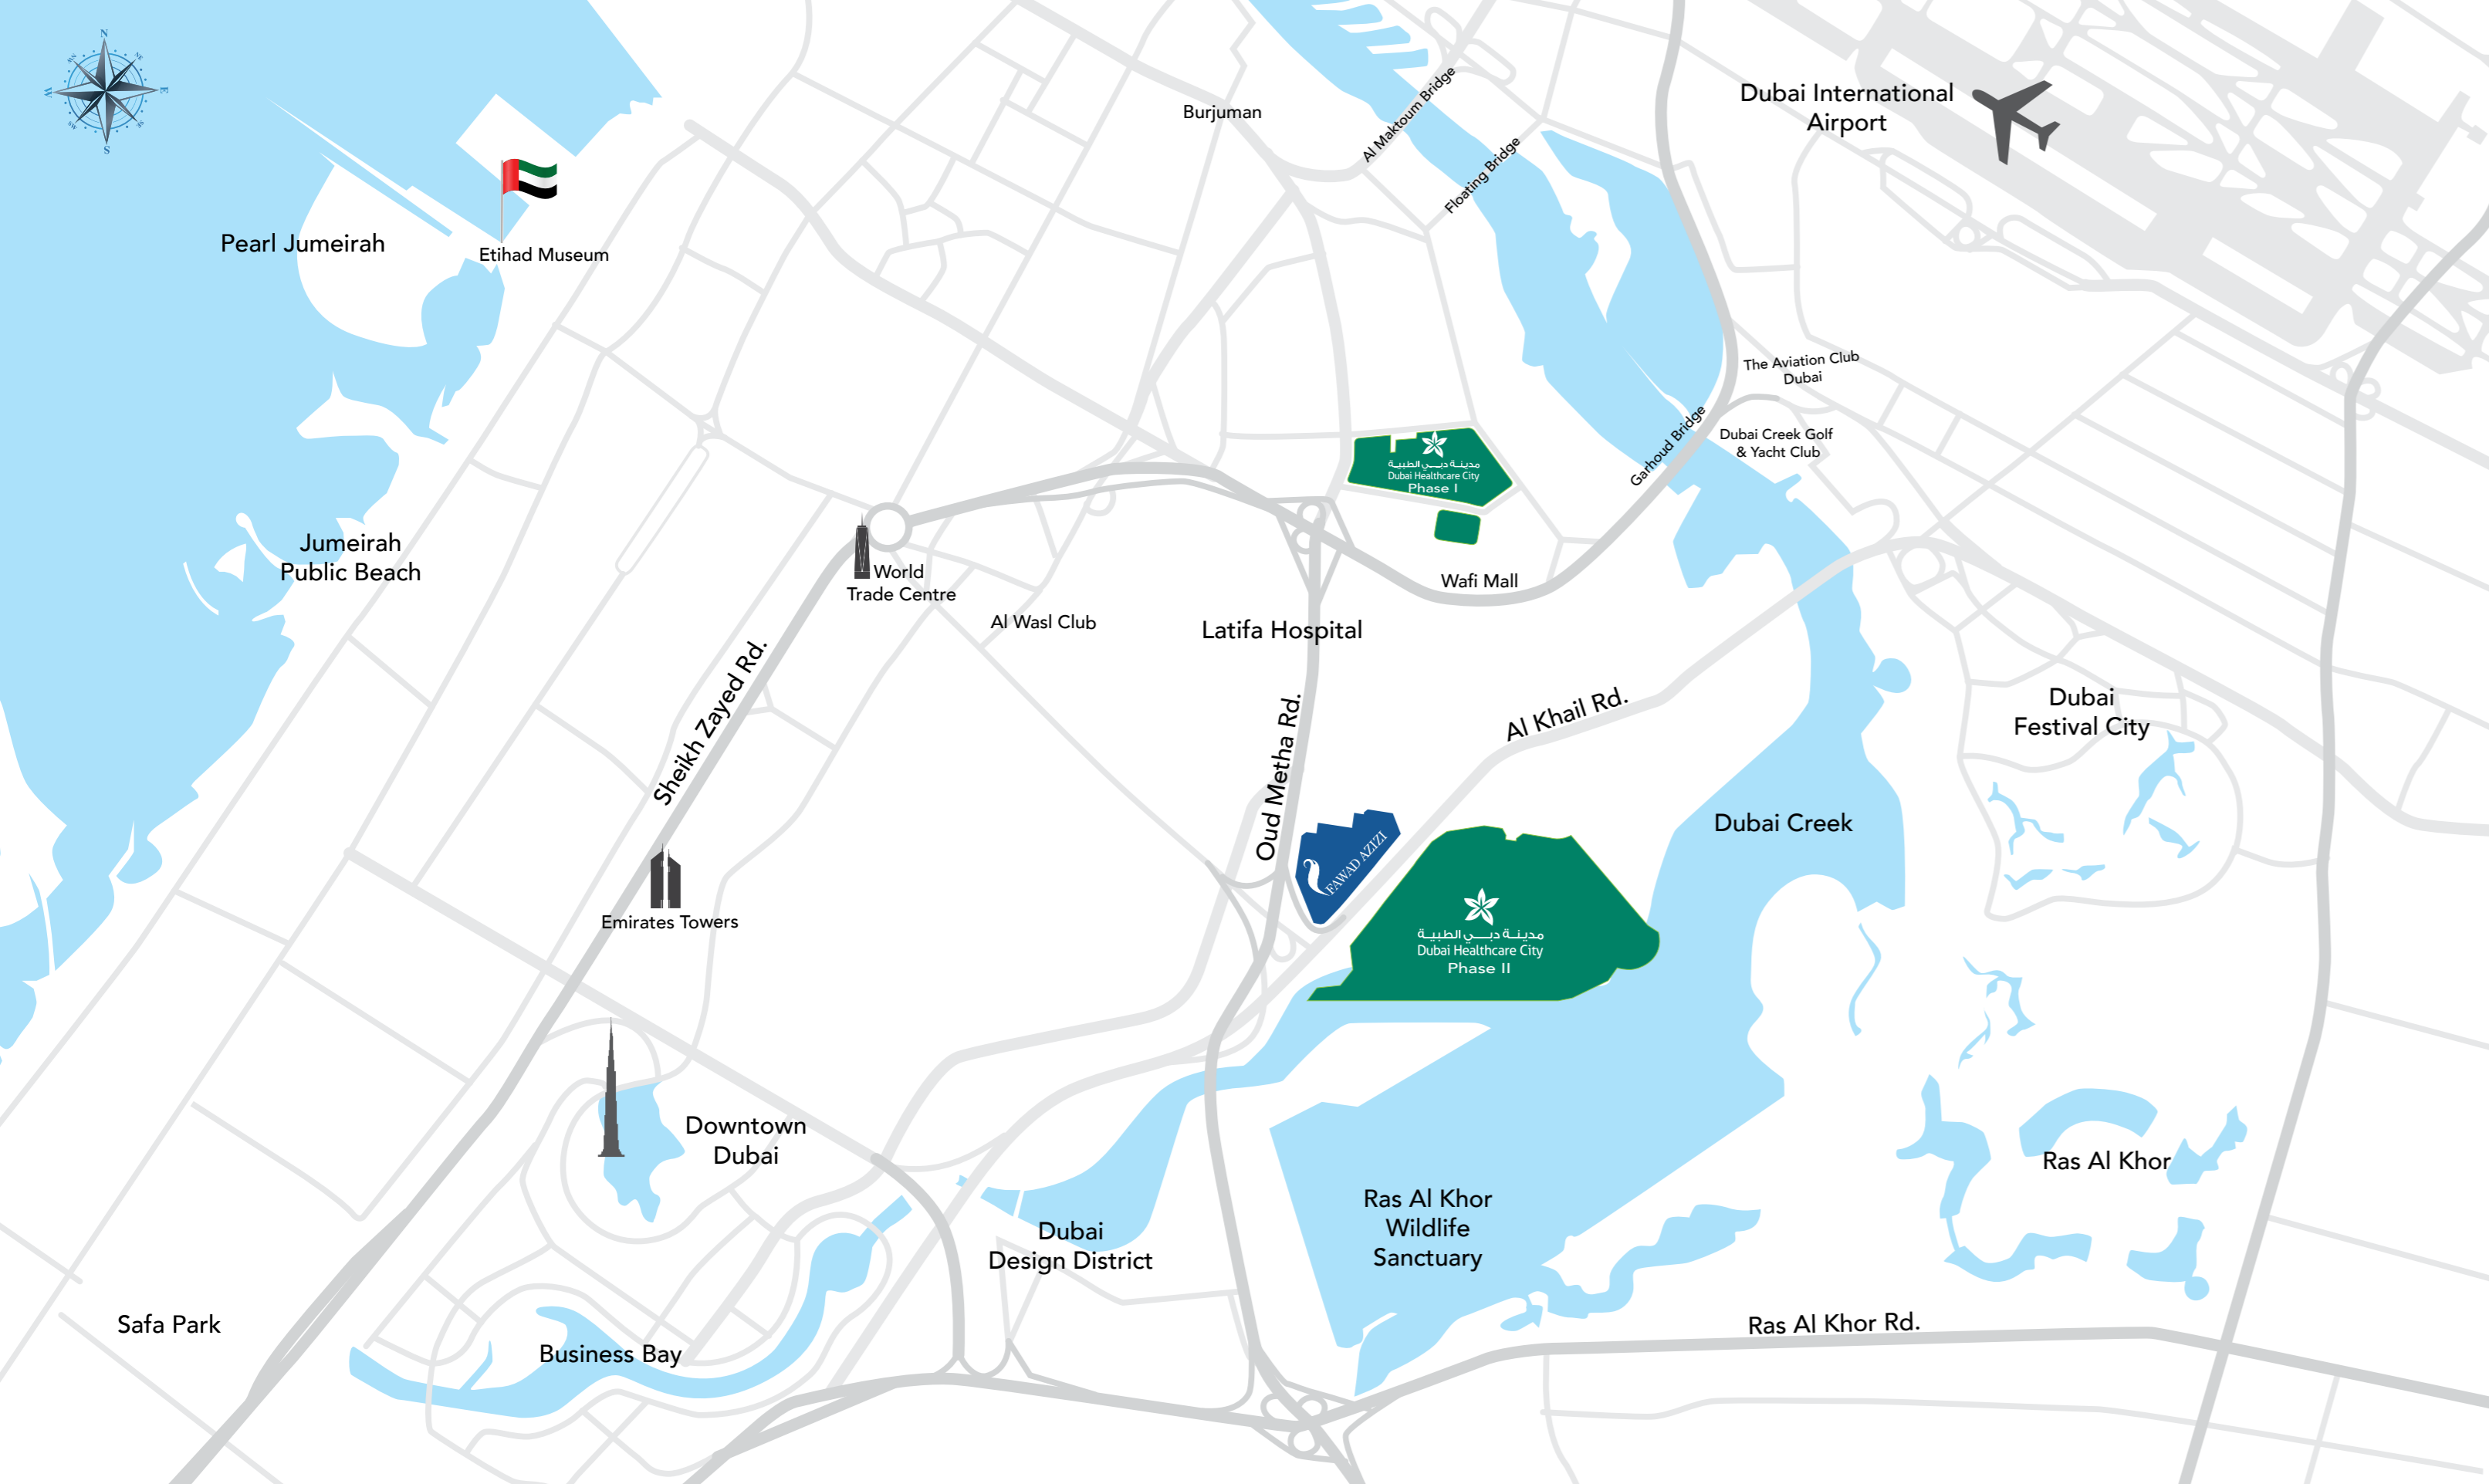 N
NE
E
SE
S
SW
W
NW
Burjuman
Al Maktoum Bridge
Floating Bridge
Dubai International
Airport
Pearl Jumeirah
Etihad Museum
The Aviation Club
Dubai
Garhoud Bridge
Dubai Creek Golf
& Yacht Club
مدينة دبي الطبية
Dubai Healthcare City
Phase I
Jumeirah
Public Beach
World
Trade Centre
Wafi Mall
Al Wasl Club
Latifa Hospital
Sheikh Zayed Rd.
Oud Metha Rd.
Al Khail Rd.
Dubai
Festival City
Dubai Creek
FAWAD AZIZI
Emirates Towers
مدينة دبي الطبية
Dubai Healthcare City
Phase II
Downtown
Dubai
Ras Al Khor
Dubai
Design District
Ras Al Khor
Wildlife
Sanctuary
Safa Park
Business Bay
Ras Al Khor Rd.